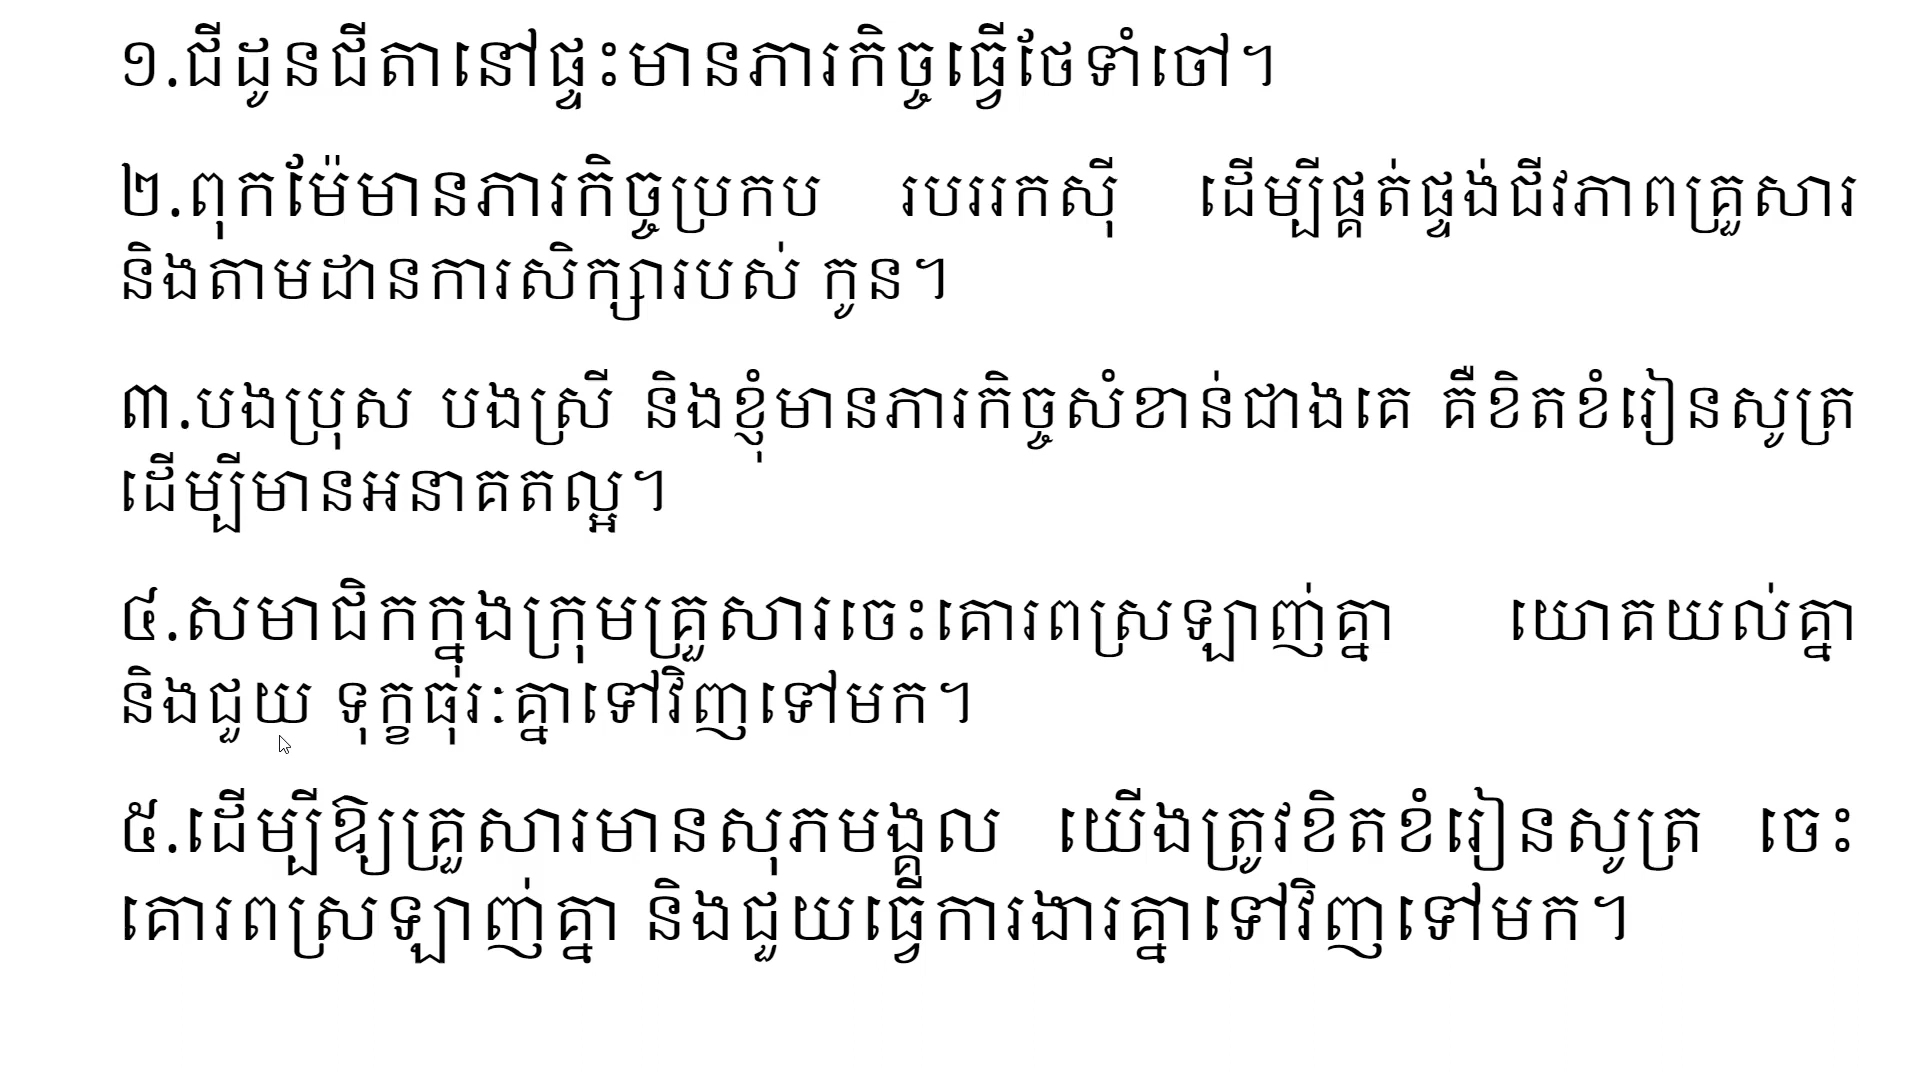 ១.ជីដូនជីតានៅផ្ទះមានភារកិច្ចធ្វើថែទាំចៅ។
២.ពុកម៉ែមានភារកិច្ចប្រកប របររកស៊ី ដើម្បីផ្គត់ផ្ទង់ជីវភាពគ្រួសារ
និងតាមដានការសិក្សារបស់ កូន។
៣.បងប្រុស បងស្រី និងខ្ញុំមានភារកិច្ចសំខាន់ជាងគេ គឺខិតខំរៀនសូត្រ
ដើម្បីមានអនាគតល្អ។
៤.សមាជិកក្នុងក្រុមគ្រួសារចេះគោរពស្រឡាញ់គ្នា យោគយល់គ្នា
និងជួយ ទុក្ខធុរៈគ្នាទៅវិញទៅមក។
៥.ដើម្បីឱ្យគ្រួសារមានសុភមង្គល យើងត្រូវខិតខំរៀនសូត្រ ចេះ
គោរពស្រឡាញ់គ្នា និងជួយធ្វើការងារគ្នាទៅវិញទៅមក។